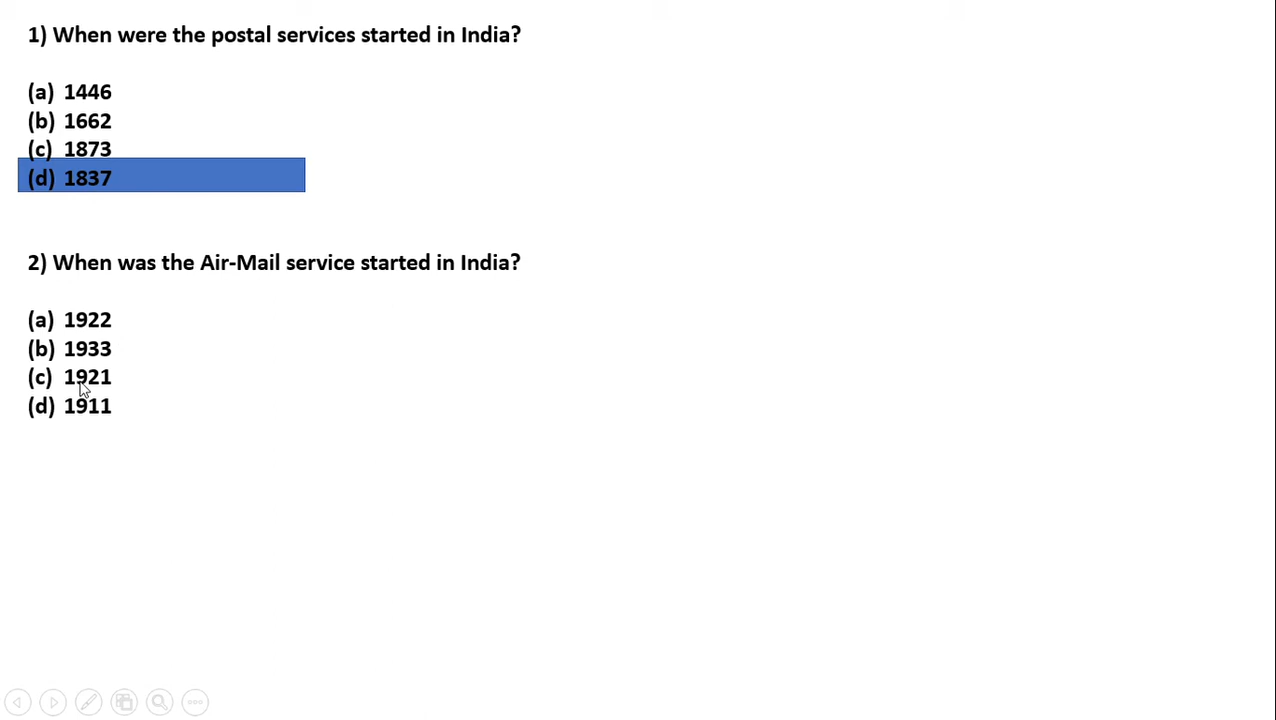 1) When were the postal services started in India?
(a) 1446
(b) 1662
(c) 1873
(d) 1837
2) When was the Air-Mail service started in India?
(a) 1922
(b) 1933
(c) 1921
(d) 1911